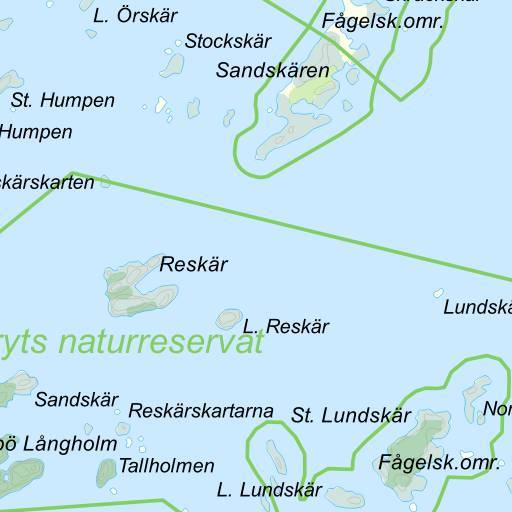 L. Örskär
Fågelsk.omr.
Stockskär
Sandskären
St. Humpen
Humpen
skärskarten
Reskär
Lundskä
L. Reskär
ryts naturreservat
Sandskär
Reskärskartarna
St. Lundskär
Nor
ö Långholm
Tallholmen
Fågelsk.omr.
L. Lundskär